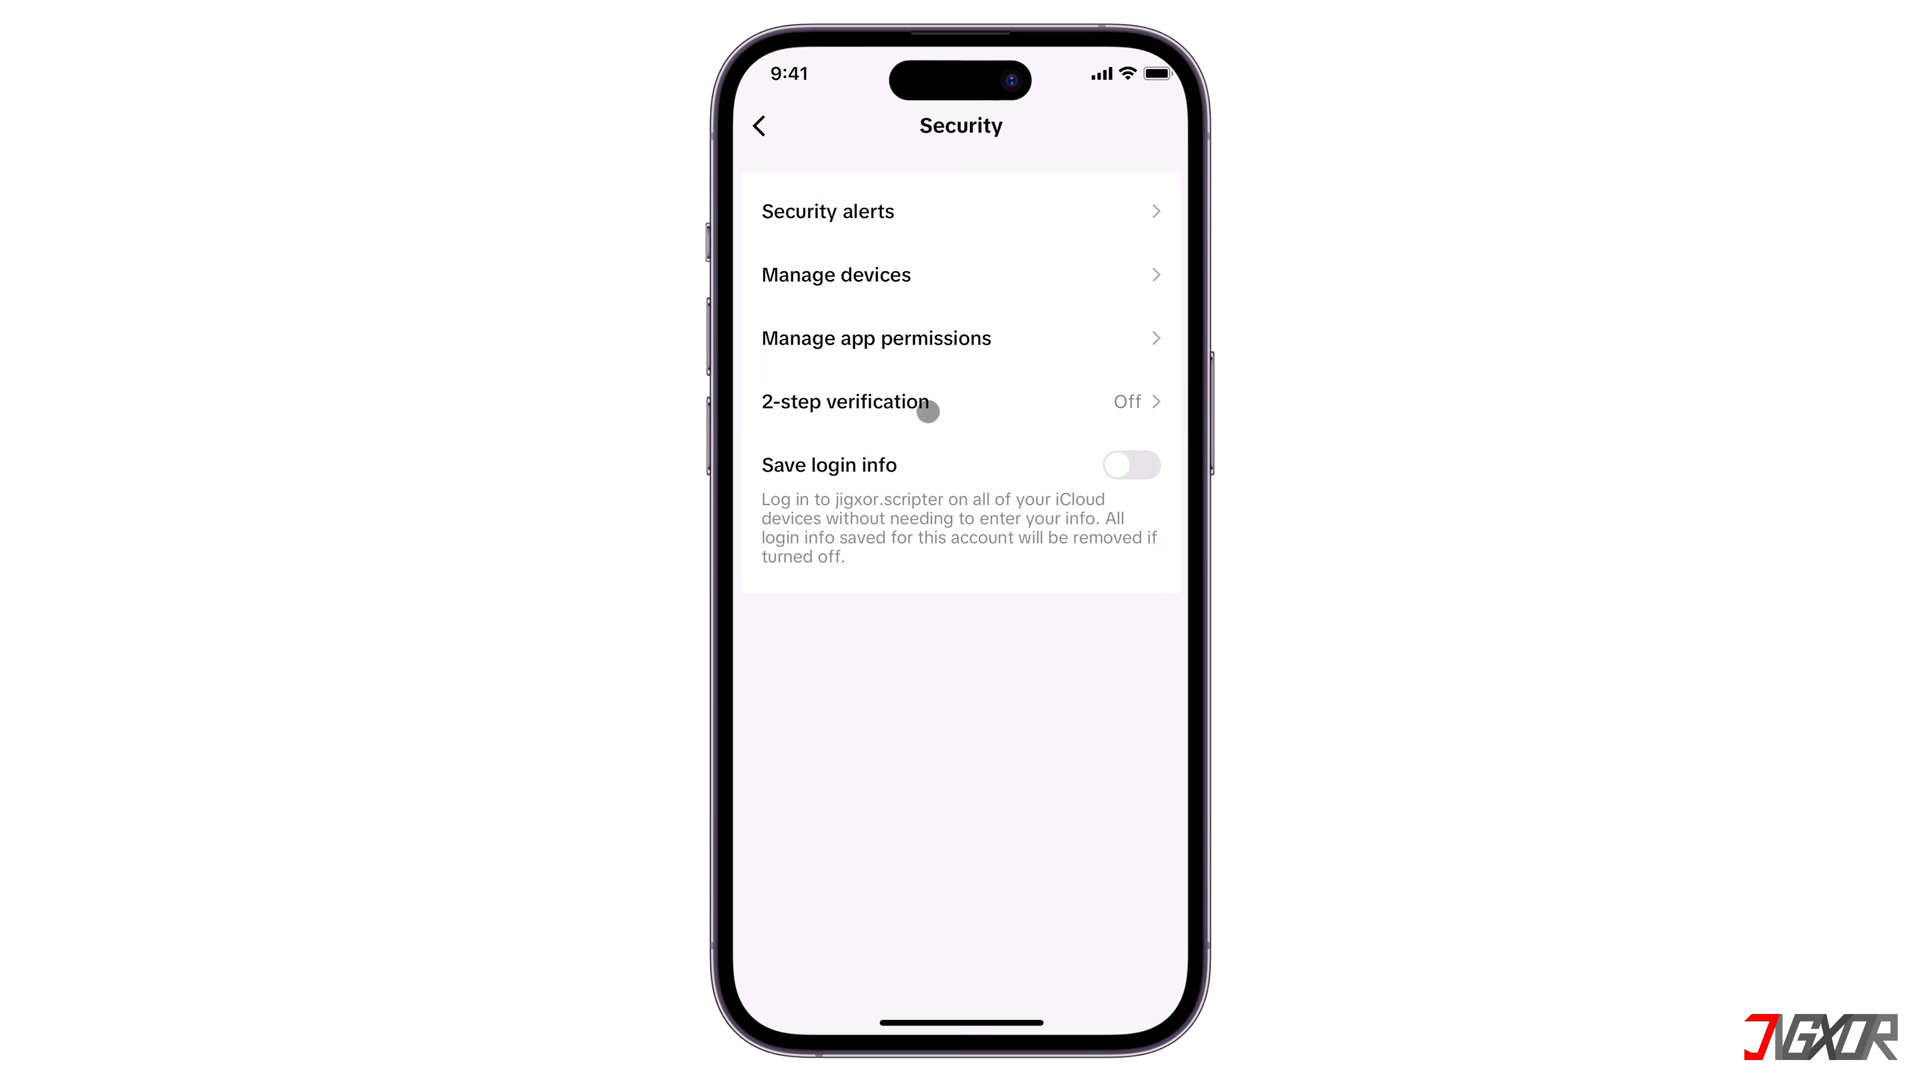 9:41
Security
Security alerts
Manage devices
Manage app permissions
2-step verification Off
Save login info
Log in to jigxor.scripter on all of your iCloud
devices without needing to enter your info. All
login info saved for this account will be removed if
turned off.
JIGXOR